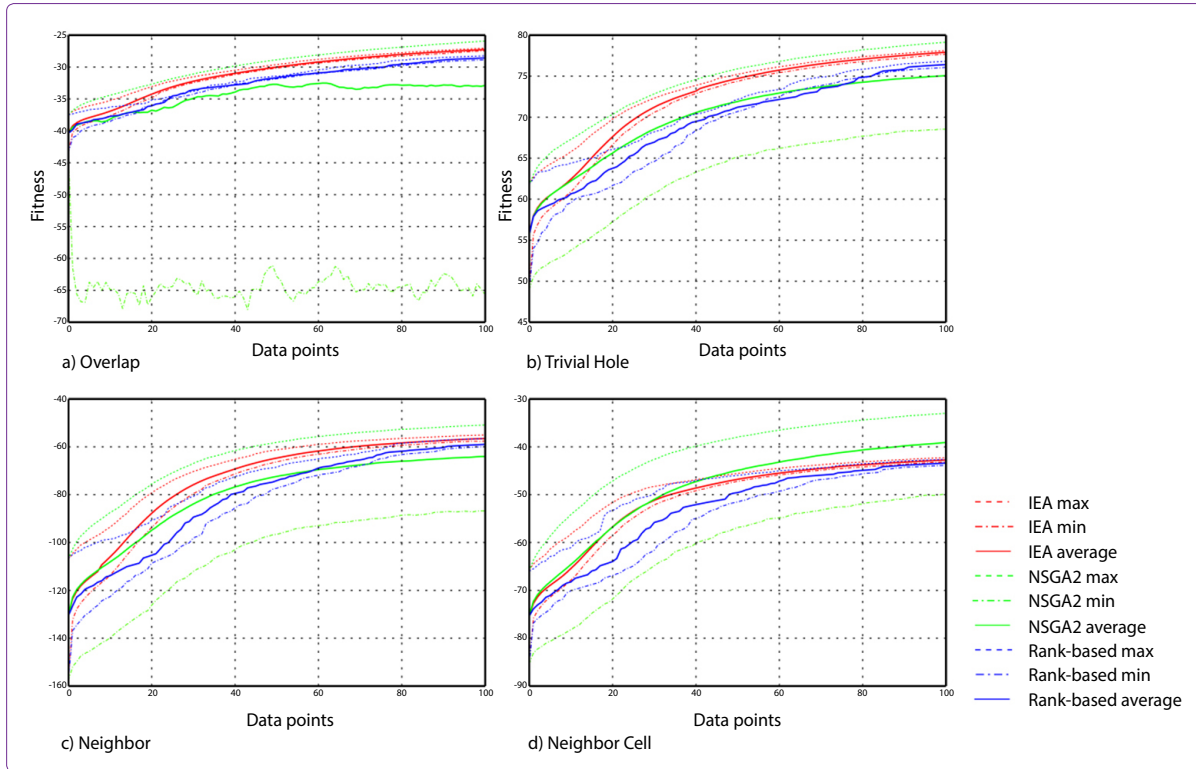 -25
-30
-35
-40
-45
-50
-55
-60
-65
-70
Fitness
0
20
40
60
80
100
Data points
a) Overlap
80
75
70
65
60
55
50
45
Fitness
0
20
40
60
80
100
Data points
b) Trivial Hole
-40
-60
-80
-100
-120
-140
-160
0
20
40
60
80
100
Data points
c) Neighbor
-30
-40
-50
-60
-70
-80
-90
0
20
40
60
80
100
Data points
d) Neighbor Cell
IEA max
IEA min
IEA average
NSGA2 max
NSGA2 min
NSGA2 average
Rank-based max
Rank-based min
Rank-based average